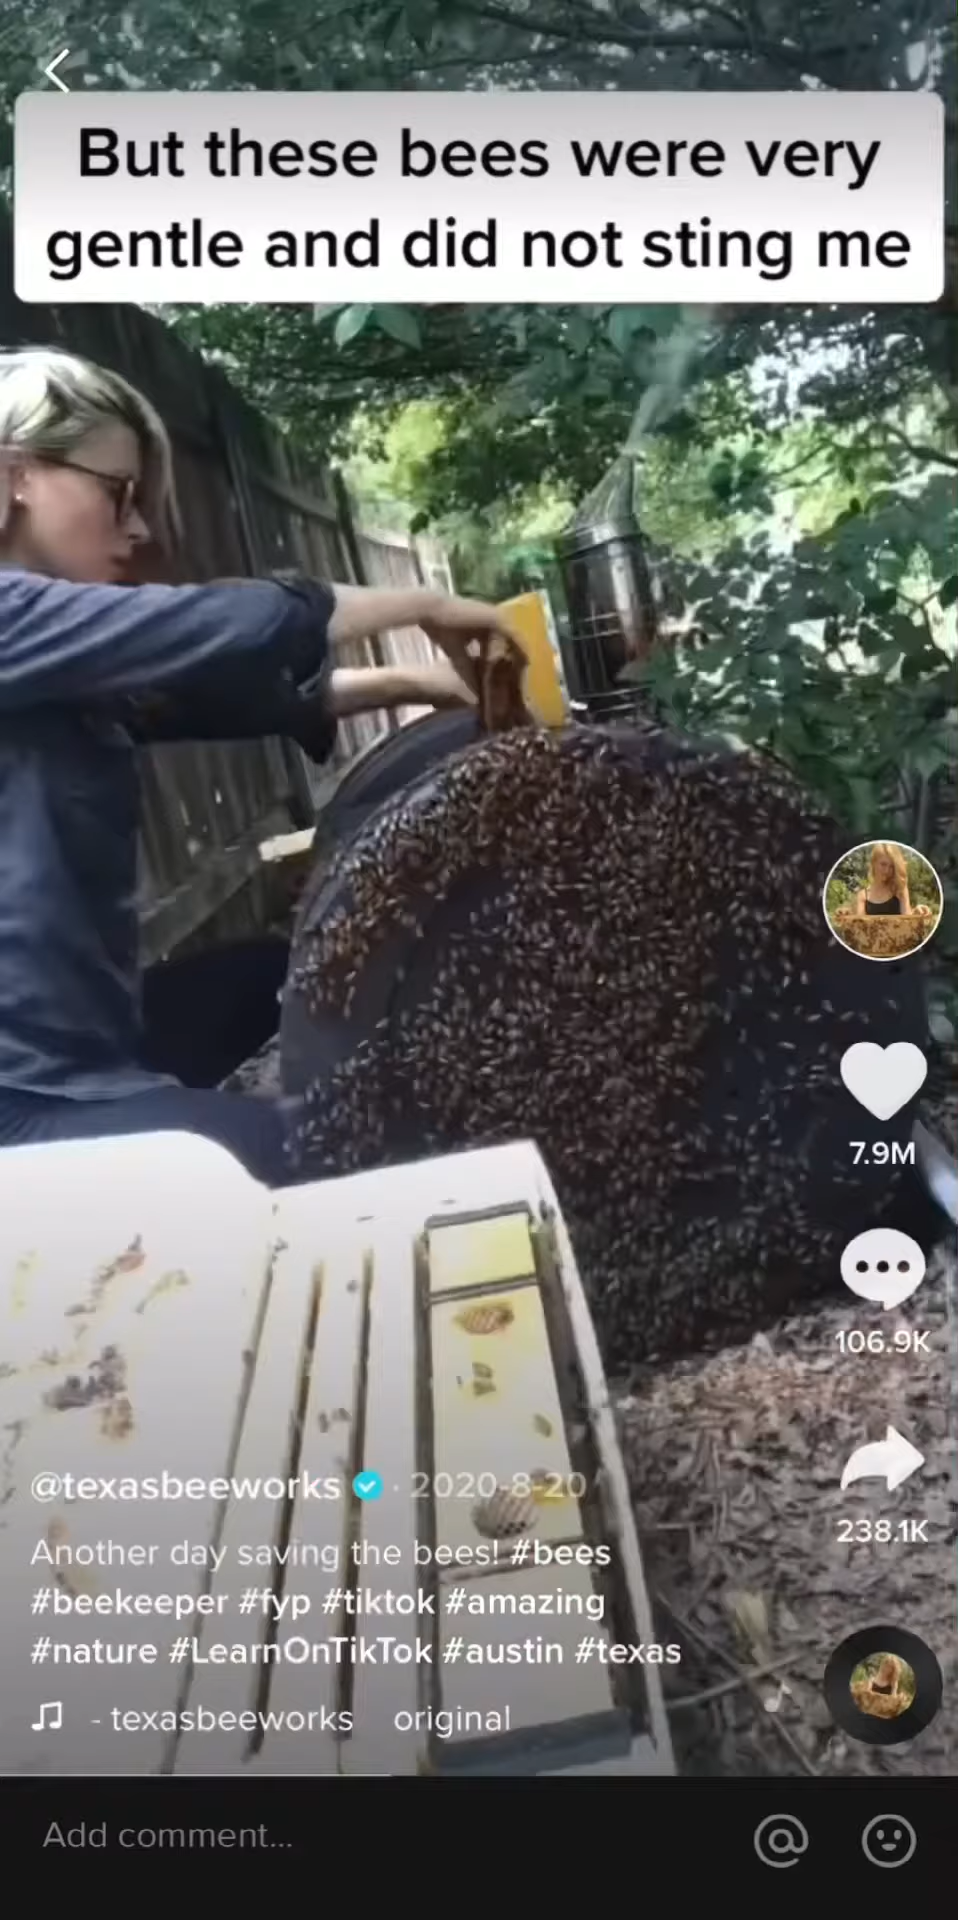 But these bees were very
gentle and did not sting me
7.9M
106.9K
@texasbeeworks · 2020-8-20
238.1K
Another day saving the bees! #bees
#beekeeper #fyp #tiktok #amazing
#nature #LearnOnTikTok #austin #texas
- texasbeeworks original
Add comment...